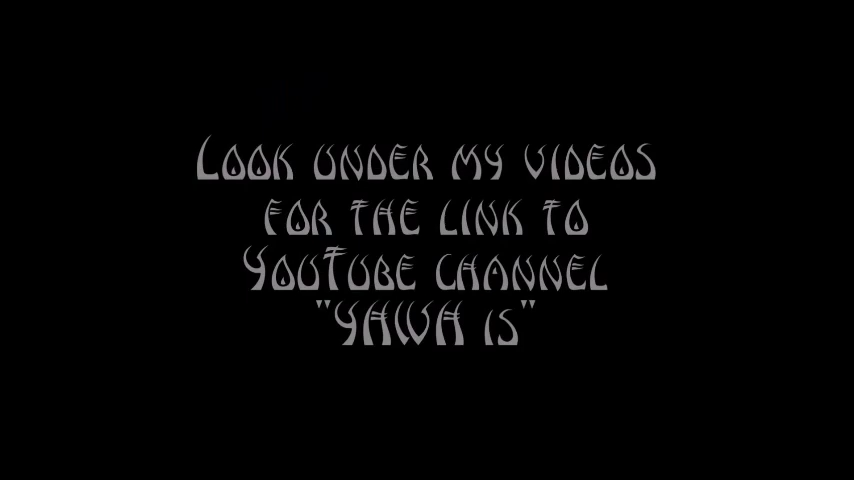 Look under my videos
for the link to
YouTube channel
"YHWH is"